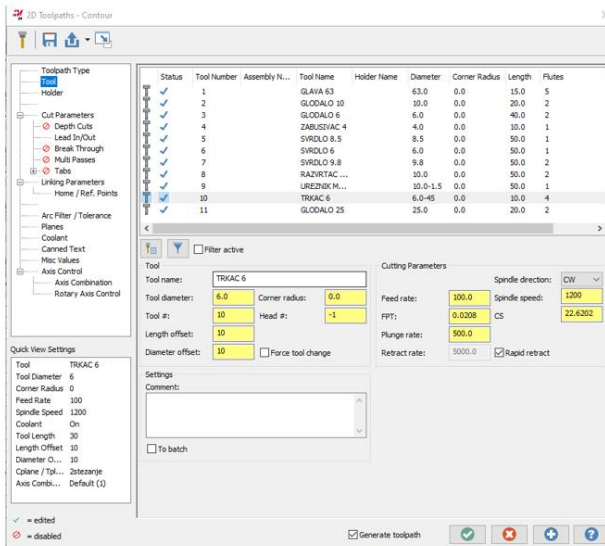 2D Toolpaths - Contour
Toolpath Type
Tool
Holder
Cut Parameters
Depth Cuts
Lead In/Out
Break Through
Multi Passes
Tabs
Linking Parameters
Home / Ref. Points
Arc Filter / Tolerance
Planes
Coolant
Canned Text
Misc Values
Axis Control
Axis Combination
Rotary Axis Control
Status Tool Number Assembly N... Tool Name Holder Name Diameter Corner Radius Length Flutes
1 GLAVA 63 63.0 0.0 15.0 5
2 GLODALO 10 10.0 0.0 20.0 2
3 GLODALO 6 6.0 0.0 40.0 2
4 ZABUSIVAC 4 4.0 0.0 10.0 1
5 SVRDLO 8.5 8.5 0.0 50.0 1
6 SVRDLO 6 6.0 0.0 50.0 1
7 SVRDLO 9.8 9.8 0.0 50.0 2
8 RAZVRTAC ... 10.0 0.0 50.0 2
9 UREZNIK M... 10.0-1.5 0.0 50.0 1
10 TRKAC 6 6.0-45 0.0 10.0 4
11 GLODALO 25 25.0 0.0 20.0 2
Filter active
Tool
Tool name: TRKAC 6
Tool diameter: 6.0 Corner radius: 0.0
Tool #: 10 Head #: -1
Length offset: 10
Diameter offset: 10 Force tool change
Cutting Parameters
Spindle direction: CW
Feed rate: 100.0 Spindle speed: 1200
FPT: 0.0208 CS 22.6202
Plunge rate: 500.0
Retract rate: 5000.0 Rapid retract
Settings
Comment:
To batch
Quick View Settings
Tool TRKAC 6
Tool Diameter 6
Corner Radius 0
Feed Rate 100
Spindle Speed 1200
Coolant On
Tool Length 30
Length Offset 10
Diameter O... 10
Cplane / Tpl... 2stezanje
Axis Combi... Default (1)
= edited
= disabled
Generate toolpath